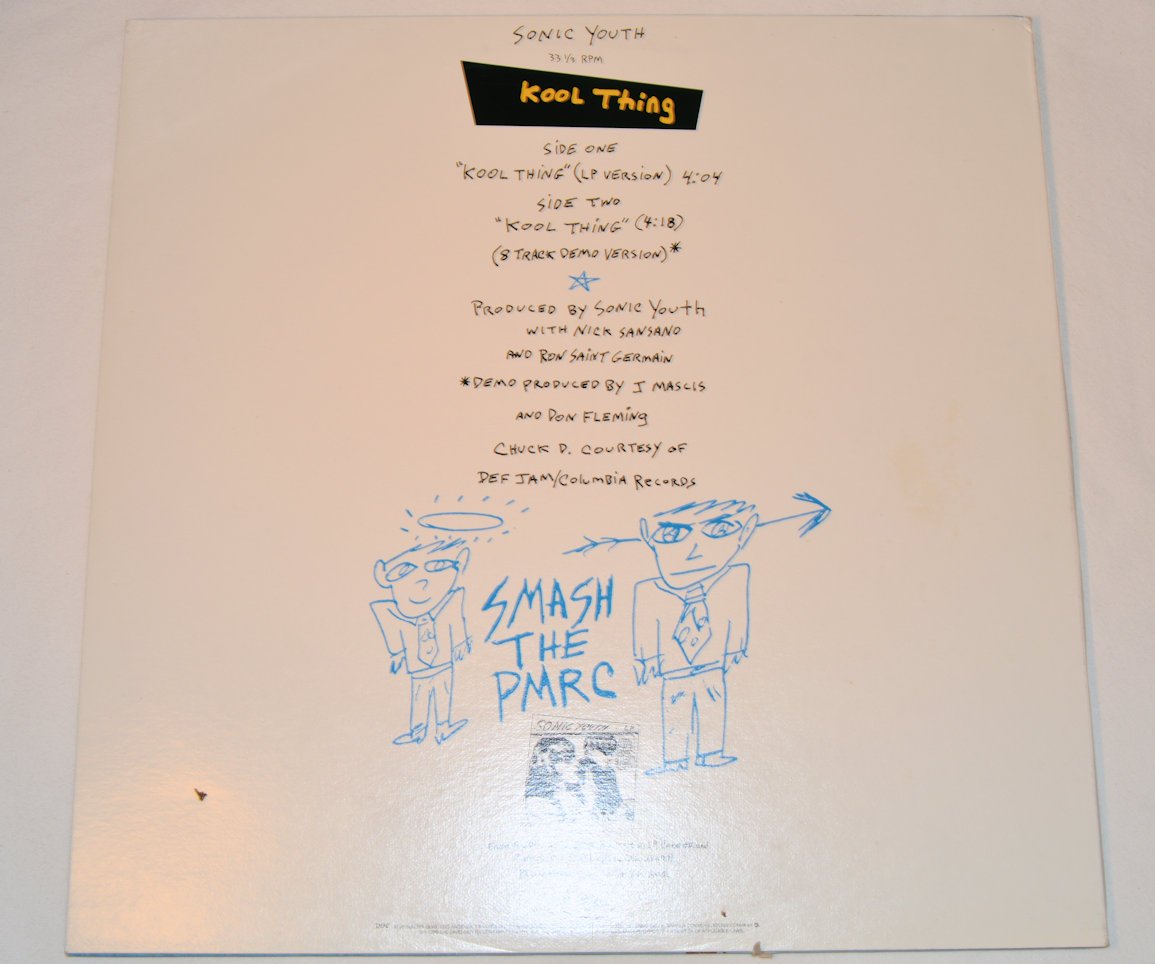 SONIC YOUTH
33 1/3 RPM
KOOL THiNg
SiDE ONE
"KOOL THiNG" (LP VERSION) 4:04
SiDE TWO
"KOOL THiNG" (4:18)
(8 TRACK DEMO VERSION)*
PRODUCED BY SONIC YOUTH
WITH NICK SANSANO
AND RON SAiNT GERMAIN
*DEMO PRODUCED BY J MASCIS
AND DON FLEMiNg
CHUCK D. COURTESY OF
DEF JAM/COLUMBiA RECORDS
SMASH
THE
PMRC
SONIC YOUTH